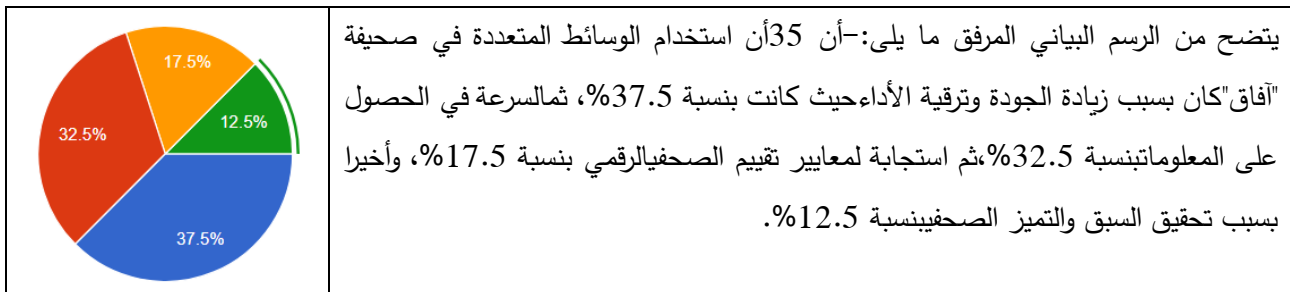 يتضح من الرسم البياني المرفق ما يلى:-أن 35أن استخدام الوسائط المتعددة في صحيفة
"آفاق"كان بسبب زيادة الجودة وترقية الأداءحيث كانت بنسبة 37.5%، ثمالسرعة في الحصول
على المعلوماتبنسبة 32.5%،ثم استجابة لمعايير تقييم الصحفيالرقمي بنسبة 17.5%، وأخيرا
بسبب تحقيق السبق والتميز الصحفيبنسبة 12.5%.
17.5%
12.5%
32.5%
37.5%